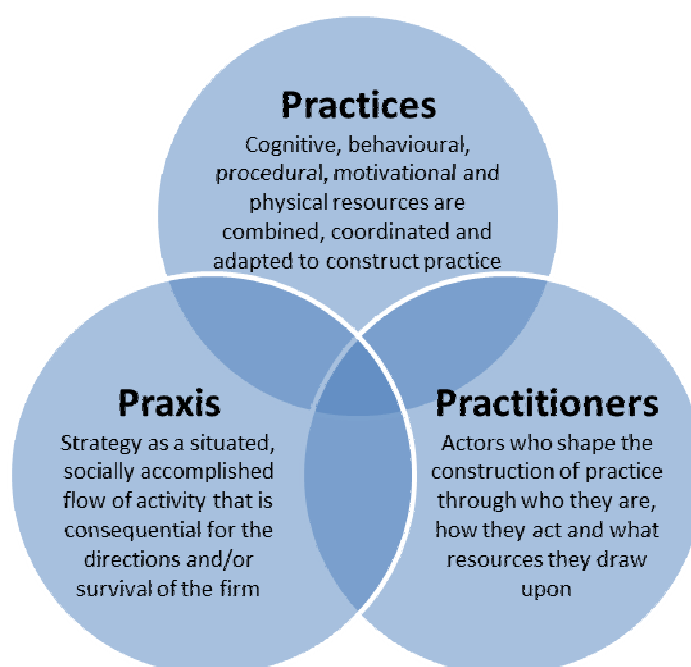 Practices
Cognitive, behavioural,
procedural, motivational and
physical resources are
combined, coordinated and
adapted to construct practice
Praxis
Strategy as a situated,
socially accomplished
flow of activity that is
consequential for the
directions and/or
survival of the firm
Practitioners
Actors who shape the
construction of practice
through who they are,
how they act and what
resources they draw
upon